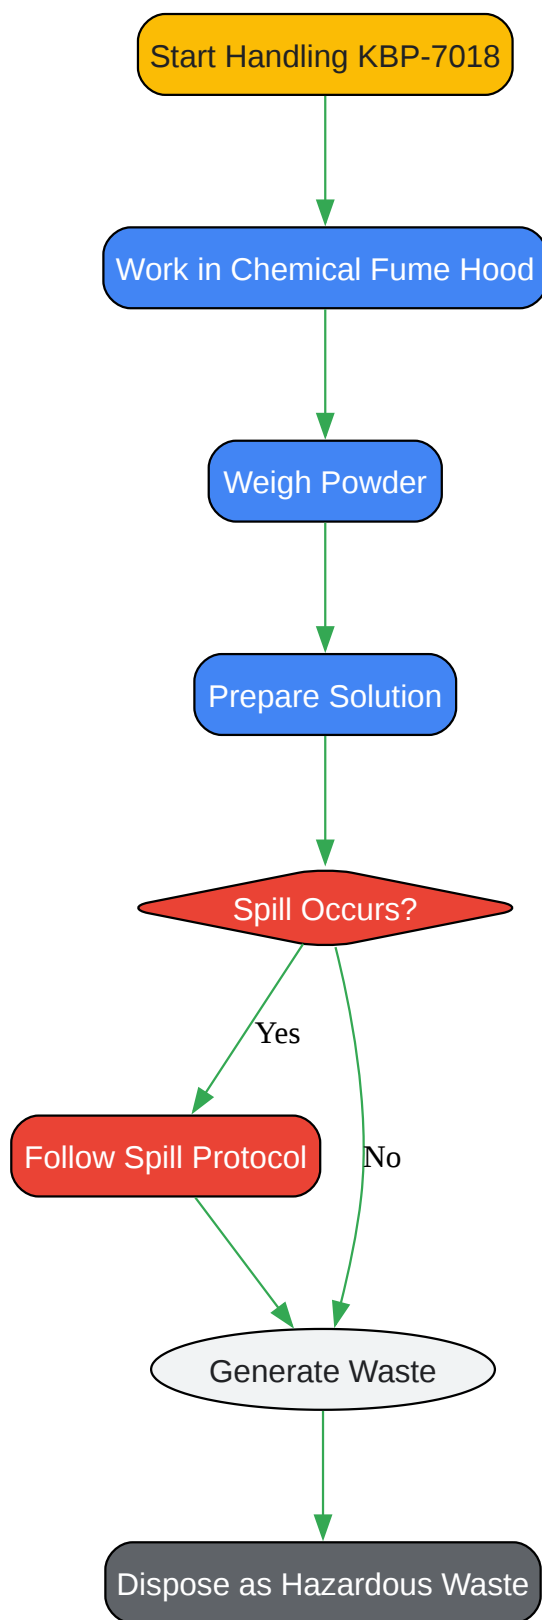 Start Handling KBP-7018
Work in Chemical Fume Hood
Weigh Powder
Prepare Solution
Spill Occurs?
Yes
Follow Spill Protocol
No
Generate Waste
Dispose as Hazardous Waste